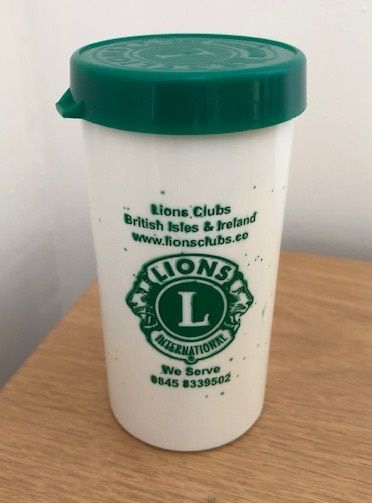 Lions Clubs
British Isles & Ireland
www.lionsclubs.co
LIONS
L
INTERNATIONAL
We Serve
0845 8339502